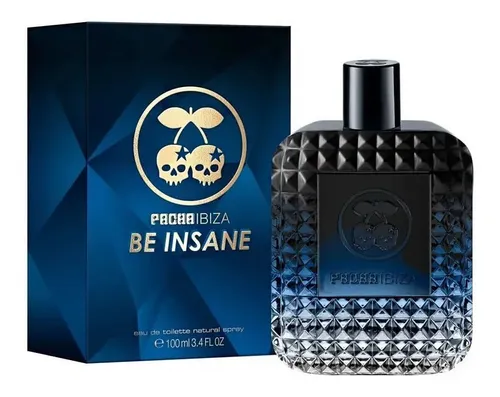 PACHA IBIZA
BE INSANE
eau de toilette natural spray
℮ 100 ml 3.4 FL OZ
PACHA IBIZA